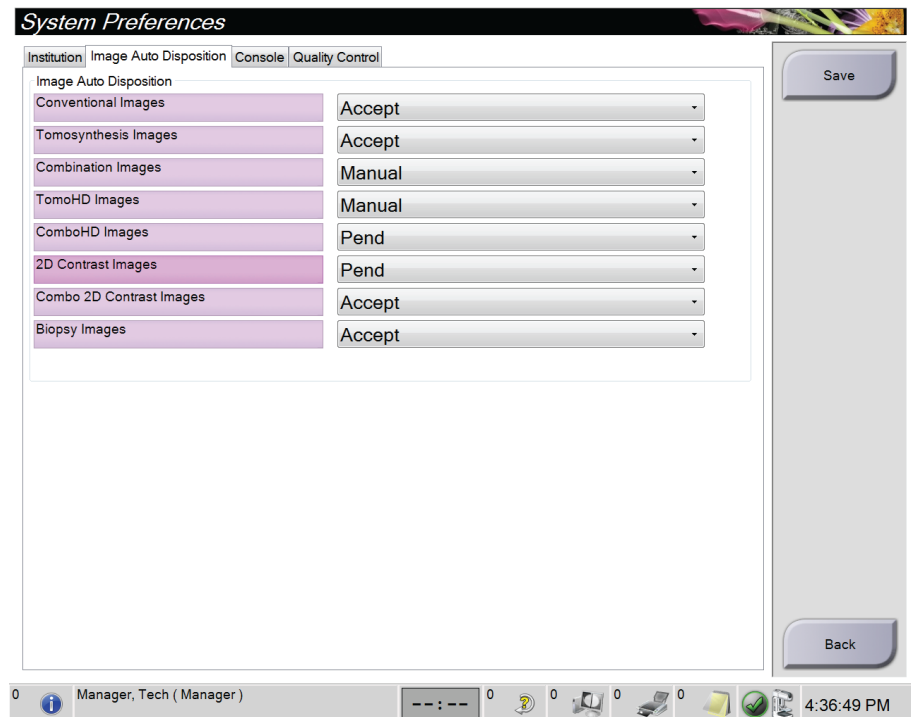 System Preferences
Institution Image Auto Disposition Console Quality Control
Save
Image Auto Disposition
Conventional Images Accept
Tomosynthesis Images Accept
Combination Images Manual
TomoHD Images Manual
ComboHD Images Pend
2D Contrast Images Pend
Combo 2D Contrast Images Accept
Biopsy Images Accept
Back
0 Manager, Tech ( Manager ) --:-- 0 0 0 0 4:36:49 PM